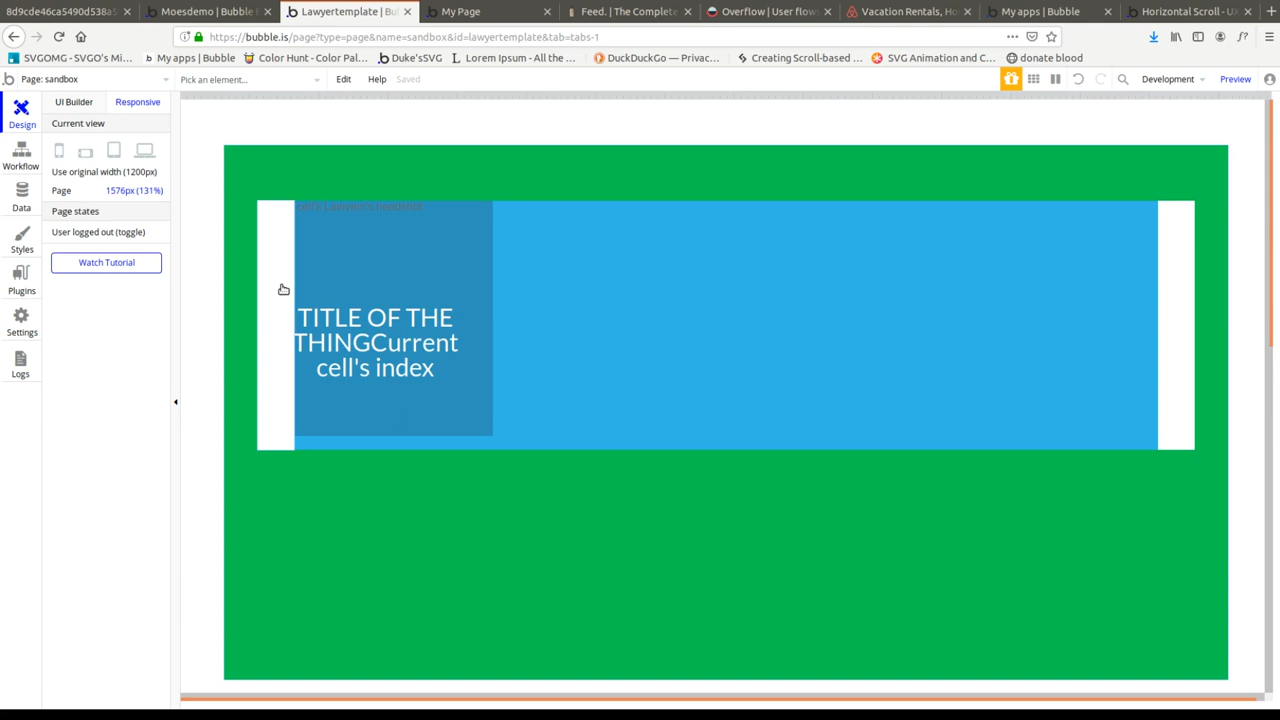 8d9cde46ca5490d538a5
Moesdemo | Bubble
Lawyertemplate | Bu
My Page
Feed. | The Complete
Overflow | User flows
Vacation Rentals, Ho
My apps | Bubble
Horizontal Scroll - UX
https://bubble.is/page?type=page&name=sandbox&id=lawyertemplate&tab=tabs-1
SVGOMG - SVGO's Mi...
My apps | Bubble
Color Hunt - Color Pal...
Duke'sSVG
Lorem Ipsum - All the ...
DuckDuckGo — Privac...
Creating Scroll-based ...
SVG Animation and C...
donate blood
Page: sandbox
Pick an element...
Edit
Help
Saved
Development
Preview
UI Builder
Responsive
Design
Current view
Workflow
Use original width (1200px)
Page
1576px (131%)
Data
Page states
User logged out (toggle)
Styles
Watch Tutorial
Plugins
Settings
Logs
TITLE OF THE
THINGCurrent
cell's index